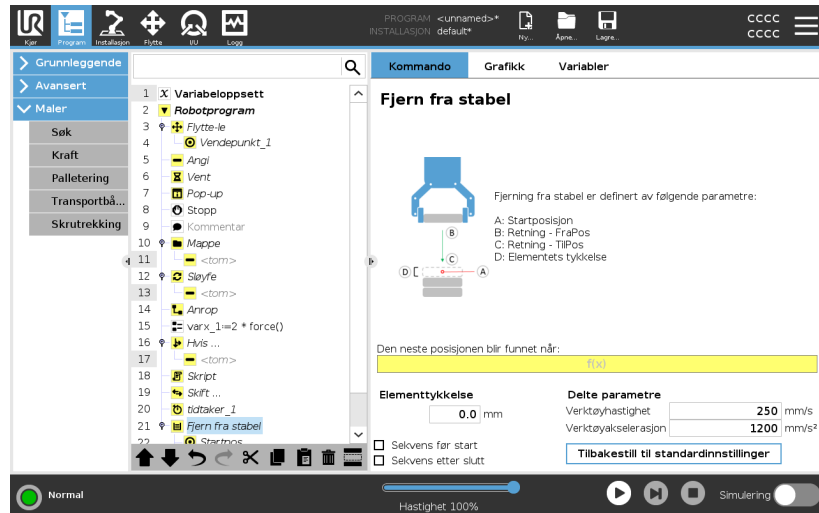 PROGRAM <unnamed>*
INSTALLASJON default*
Kjør Program Installasjon Flytte I/U Logg
Ny... Åpne... Lagre...
CCCC
CCCC
Grunnleggende
Avansert
Maler
Søk
Kraft
Palletering
Transportbå...
Skrutrekking
1 X Variabeloppsett
2 Robotprogram
3 Flytte-le
4 Vendepunkt_1
5 Angi
6 Vent
7 Pop-up
8 Stopp
9 Kommentar
10 Mappe
11 <tom>
12 Sløyfe
13 <tom>
14 Anrop
15 varx_1:=2 * force()
16 Hvis ...
17 <tom>
18 Skript
19 Skift ...
20 tidtaker_1
21 Fjern fra stabel
22 Startpos
Kommando Grafikk Variabler
Fjern fra stabel
B
C
D
A
Fjerning fra stabel er definert av følgende parametre:
A: Startposisjon
B: Retning - FraPos
C: Retning - TilPos
D: Elementets tykkelse
Den neste posisjonen blir funnet når:
f(x)
Elementtykkelse
0.0 mm
Delte parametre
Verktøyhastighet 250 mm/s
Verktøyakselerasjon 1200 mm/s²
Sekvens før start
Sekvens etter slutt
Tilbakestill til standardinnstillinger
Normal
Hastighet 100%
Simulering